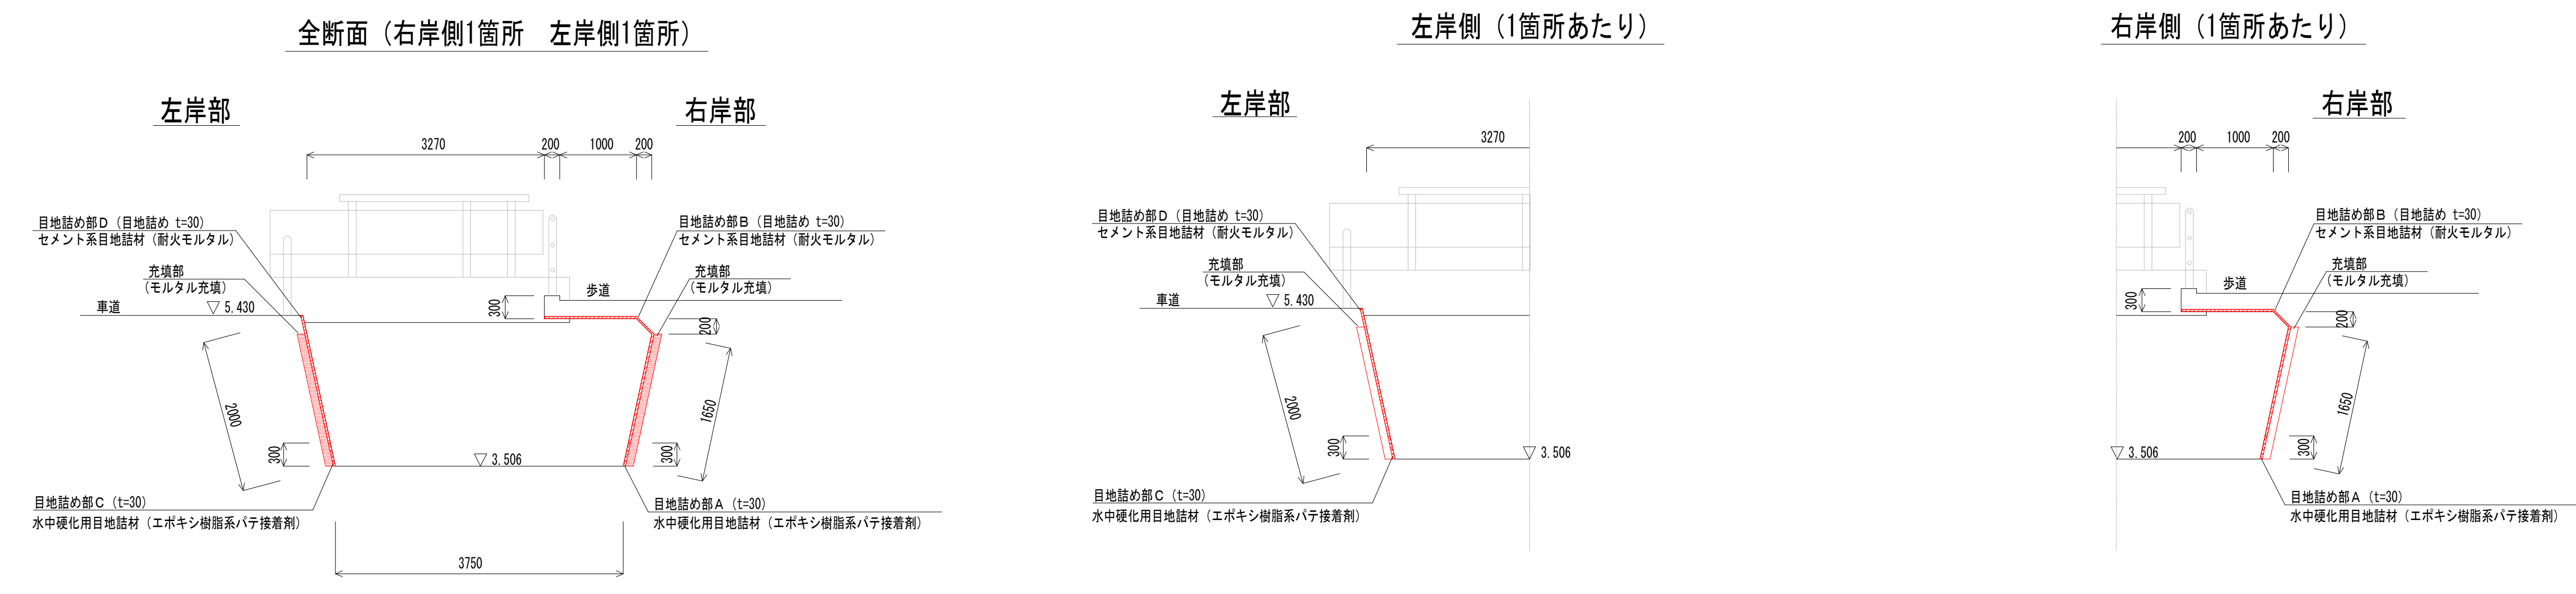 全断面（右岸側1箇所　左岸側1箇所）
左岸部
右岸部
3270
200
1000
200
目地詰め部D（目地詰め t=30）
セメント系目地詰材（耐火モルタル）
目地詰め部B（目地詰め t=30）
セメント系目地詰材（耐火モルタル）
充填部
（モルタル充填）
充填部
（モルタル充填）
歩道
車道
▽ 5.430
300
200
2000
1650
300
300
▽ 3.506
目地詰め部C（t=30）
水中硬化用目地詰材（エポキシ樹脂系パテ接着剤）
目地詰め部A（t=30）
水中硬化用目地詰材（エポキシ樹脂系パテ接着剤）
3750
左岸側（1箇所あたり）
左岸部
3270
目地詰め部D（目地詰め t=30）
セメント系目地詰材（耐火モルタル）
充填部
（モルタル充填）
車道
▽ 5.430
2000
300
▽ 3.506
目地詰め部C（t=30）
水中硬化用目地詰材（エポキシ樹脂系パテ接着剤）
右岸側（1箇所あたり）
右岸部
200
1000
200
目地詰め部B（目地詰め t=30）
セメント系目地詰材（耐火モルタル）
充填部
（モルタル充填）
歩道
300
200
1650
300
▽ 3.506
目地詰め部A（t=30）
水中硬化用目地詰材（エポキシ樹脂系パテ接着剤）